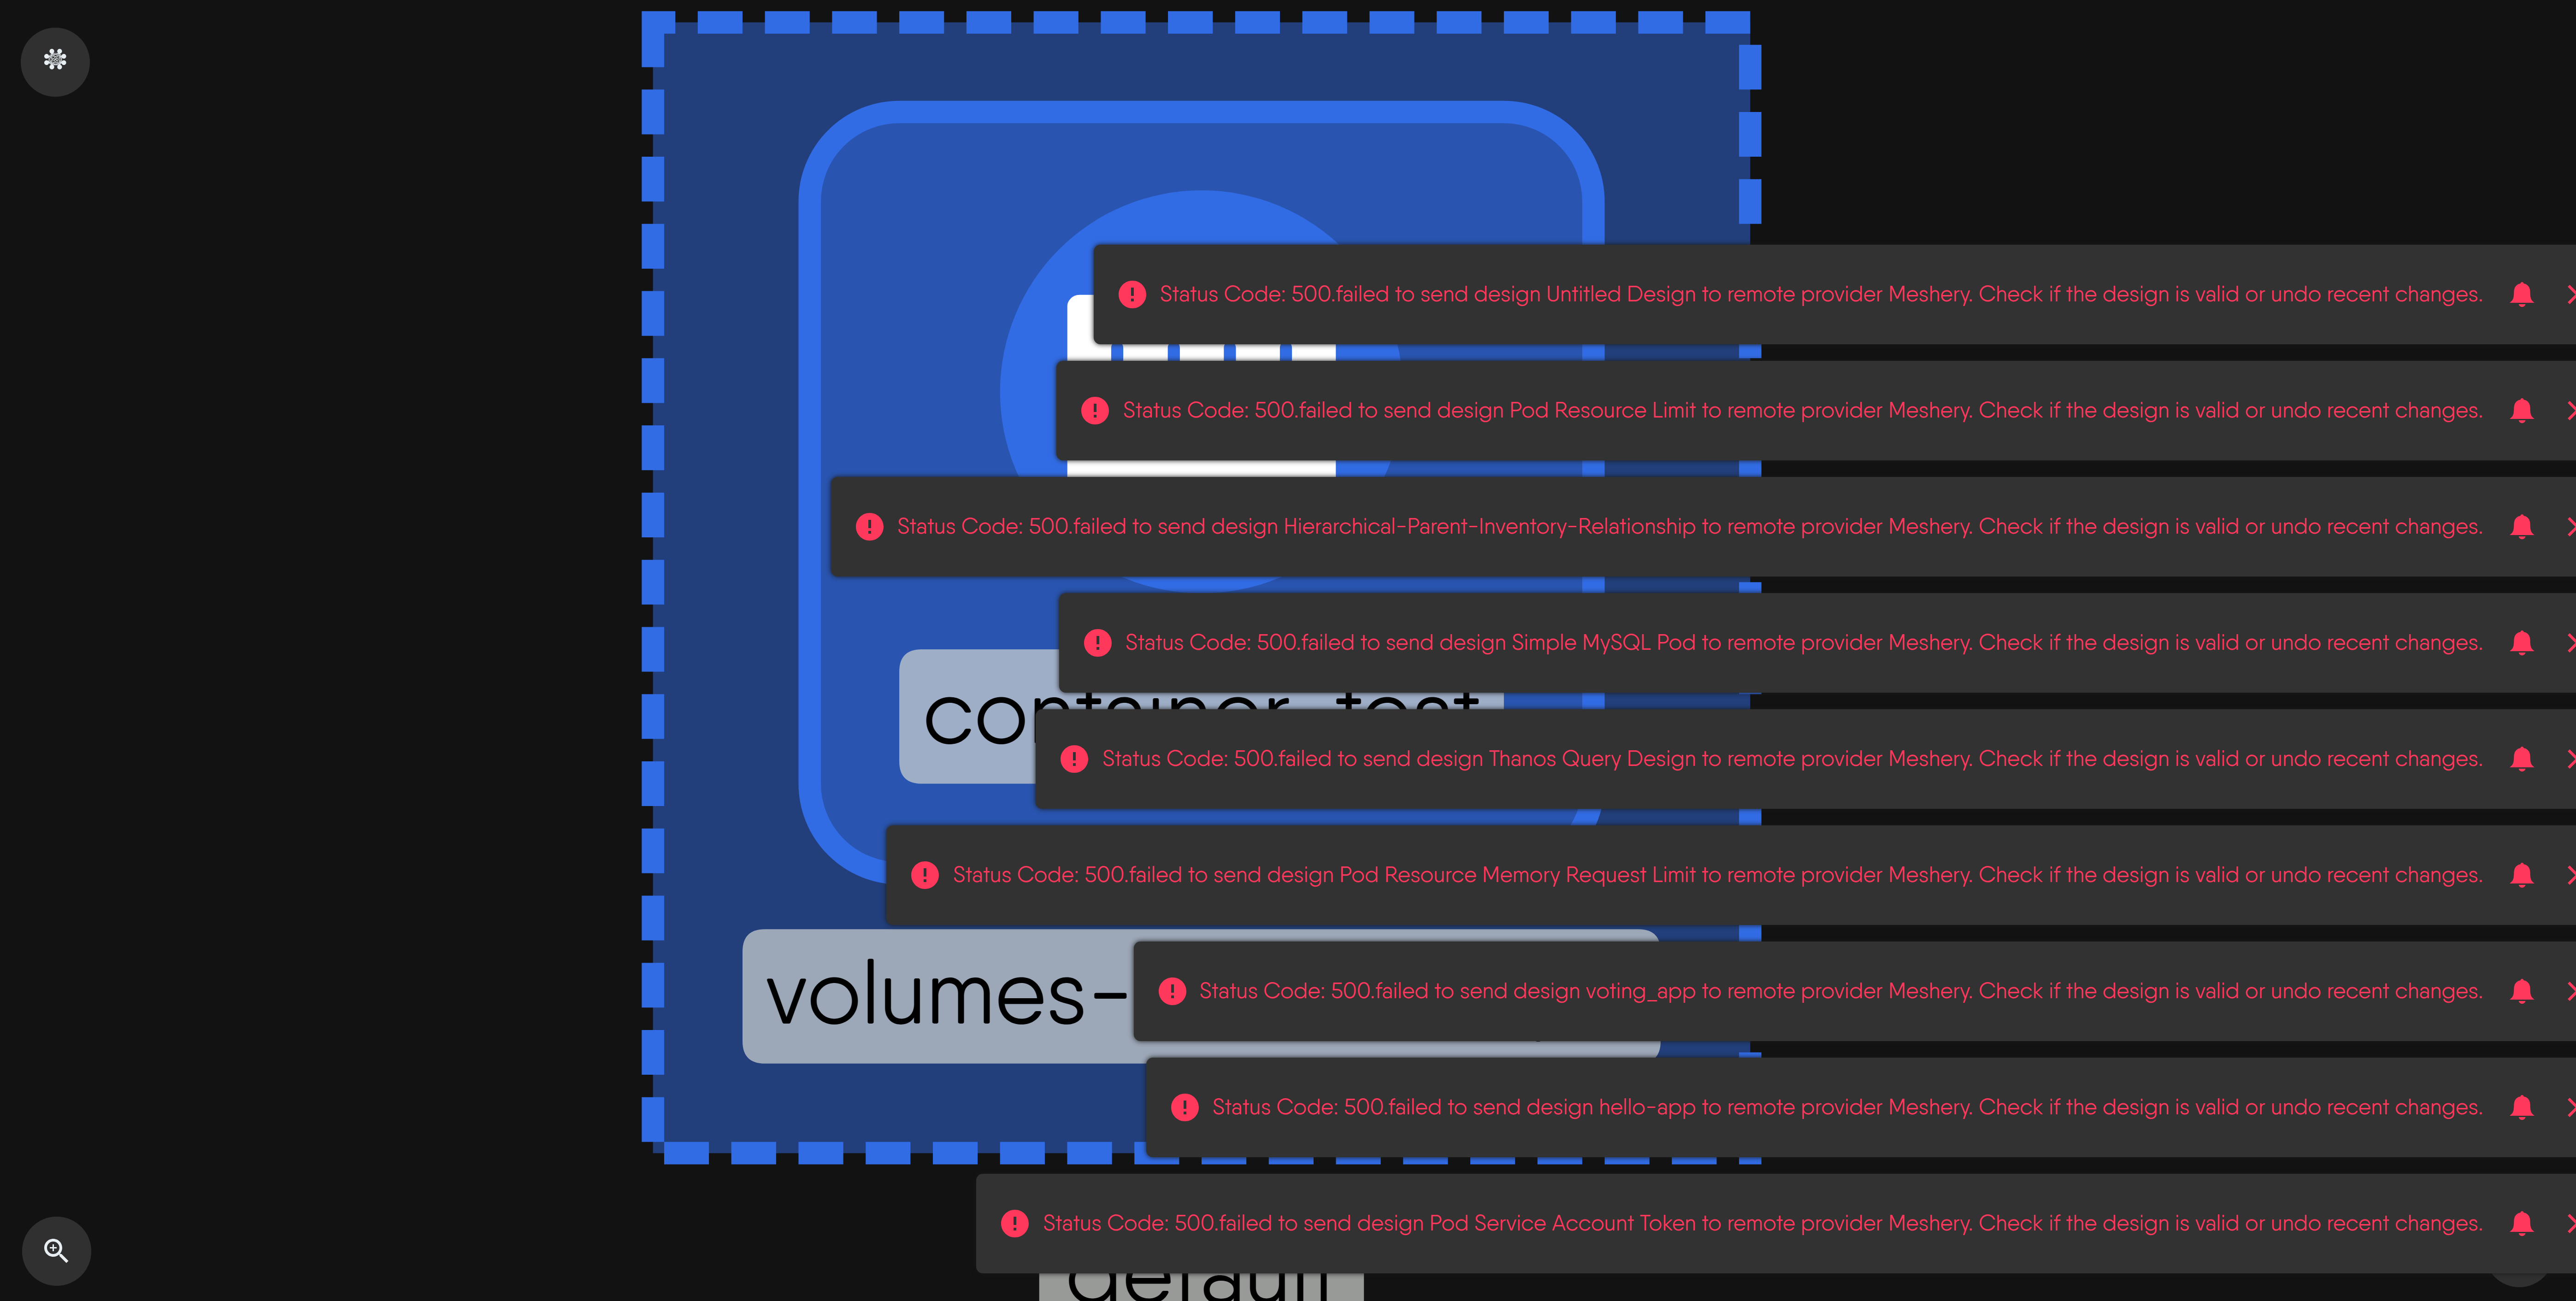 Status Code: 500.failed to send design Untitled Design to remote provider Meshery. Check if the design is valid or undo recent changes.
Status Code: 500.failed to send design Pod Resource Limit to remote provider Meshery. Check if the design is valid or undo recent changes.
Status Code: 500.failed to send design Hierarchical-Parent-Inventory-Relationship to remote provider Meshery. Check if the design is valid or undo recent changes.
Status Code: 500.failed to send design Simple MySQL Pod to remote provider Meshery. Check if the design is valid or undo recent changes.
container-test
Status Code: 500.failed to send design Thanos Query Design to remote provider Meshery. Check if the design is valid or undo recent changes.
Status Code: 500.failed to send design Pod Resource Memory Request Limit to remote provider Meshery. Check if the design is valid or undo recent changes.
volumes-
Status Code: 500.failed to send design voting_app to remote provider Meshery. Check if the design is valid or undo recent changes.
Status Code: 500.failed to send design hello-app to remote provider Meshery. Check if the design is valid or undo recent changes.
Status Code: 500.failed to send design Pod Service Account Token to remote provider Meshery. Check if the design is valid or undo recent changes.
default